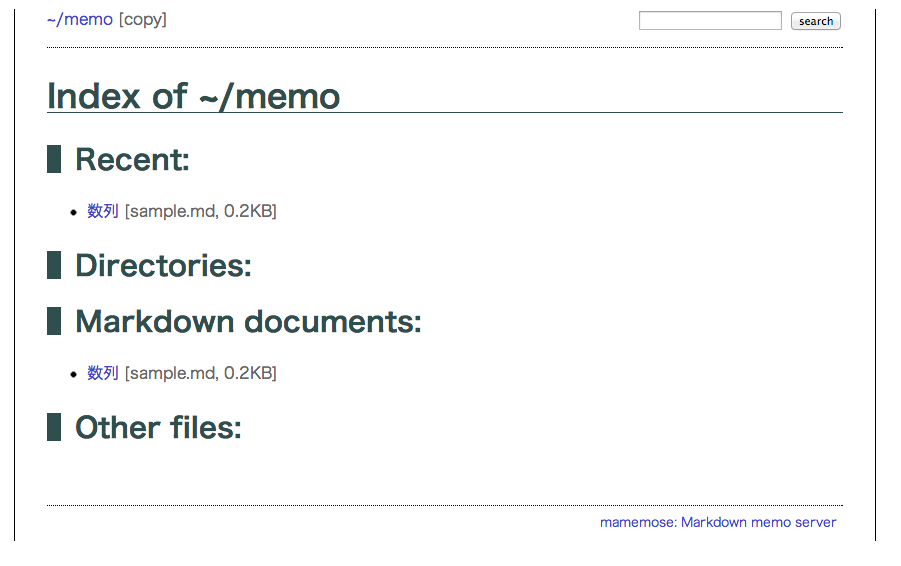 ~/memo [copy] search
Index of ~/memo
Recent:
数列 [sample.md, 0.2KB]
Directories:
Markdown documents:
数列 [sample.md, 0.2KB]
Other files:
mamemose: Markdown memo server